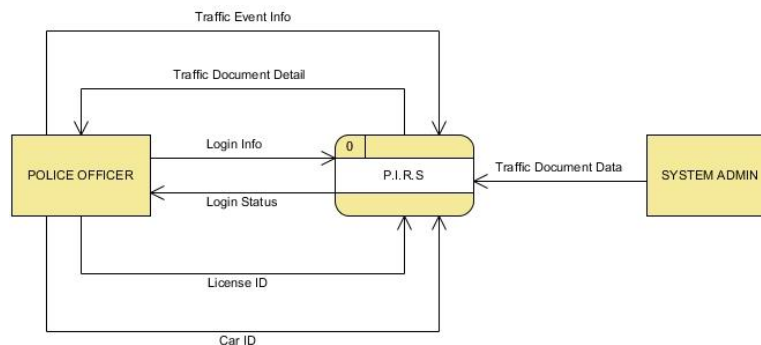 Traffic Event Info
Traffic Document Detail
Login Info
0
POLICE OFFICER
P.I.R.S
Traffic Document Data
SYSTEM ADMIN
Login Status
License ID
Car ID